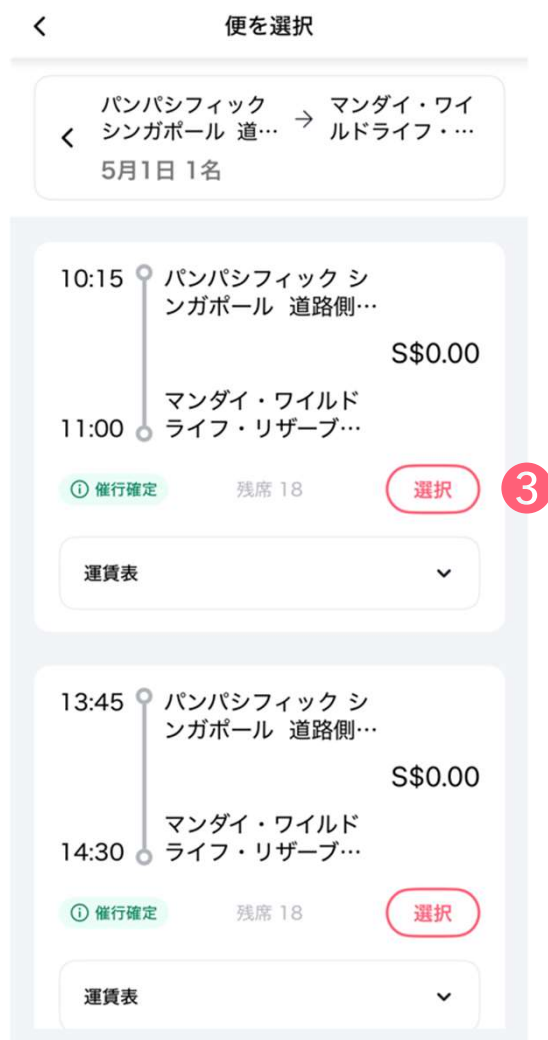 便を選択
パンパシフィック
シンガポール 道…
→
マンダイ・ワイ
ルドライフ・…
5月1日 1名
10:15
パンパシフィック シ
ンガポール 道路側…
S$0.00
マンダイ・ワイルド
11:00
ライフ・リザーブ…
催行確定
残席 18
選択
3
運賃表
13:45
パンパシフィック シ
ンガポール 道路側…
S$0.00
マンダイ・ワイルド
14:30
ライフ・リザーブ…
催行確定
残席 18
選択
運賃表